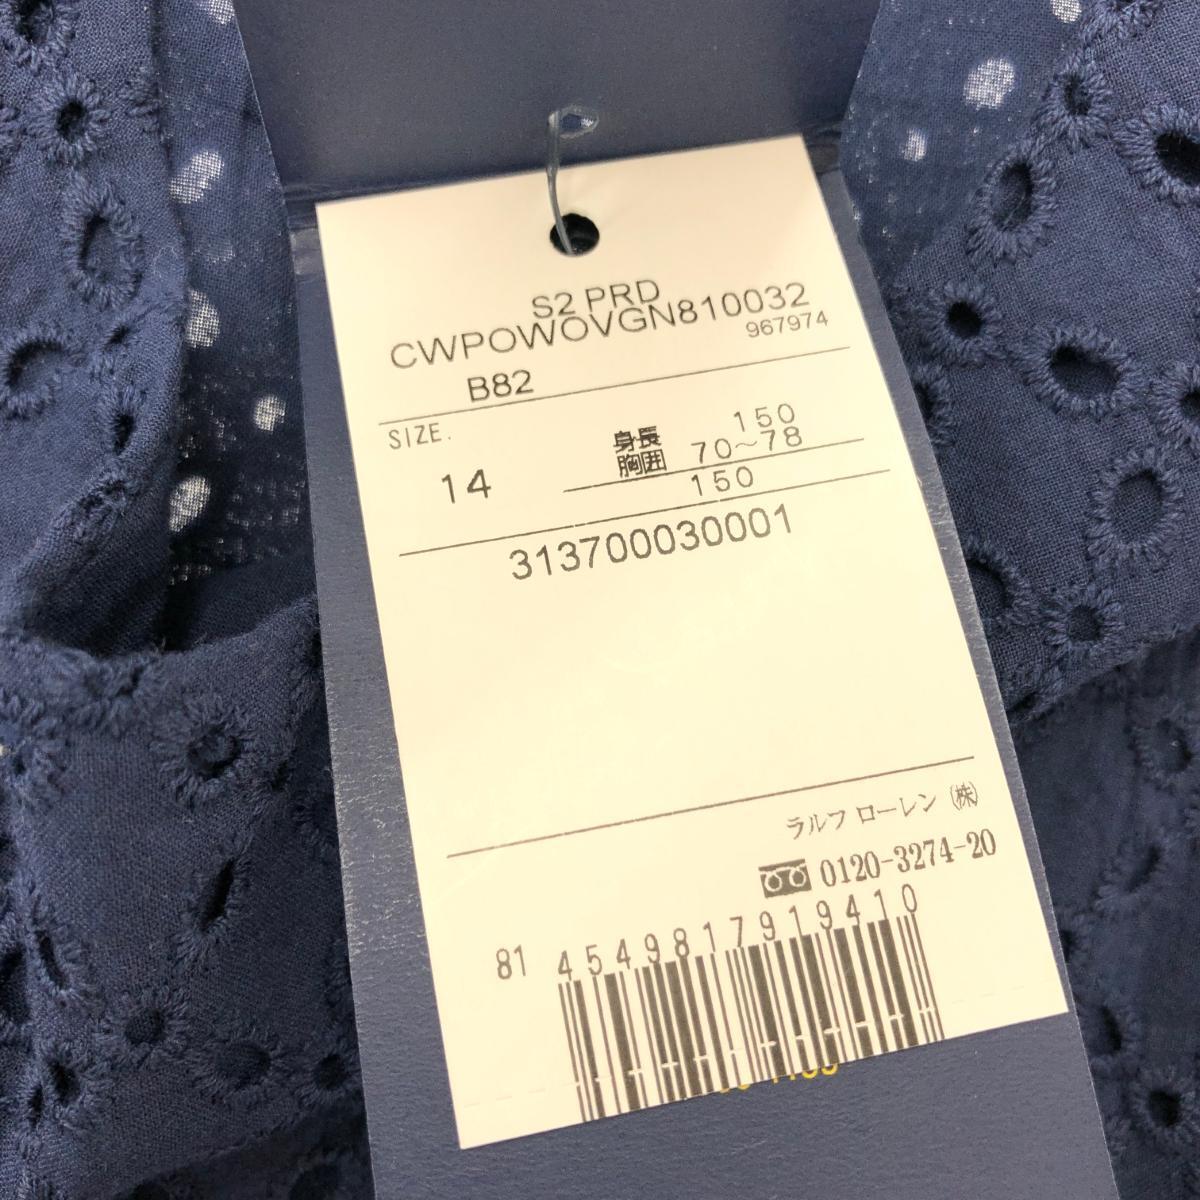 S2 PRD
CWPOWOVGN810032
967974
B82
SIZE.
14
身長 150
胸囲 70~78
150
313700030001
ラルフ ローレン (株)
0120-3274-20
81
4549817919410